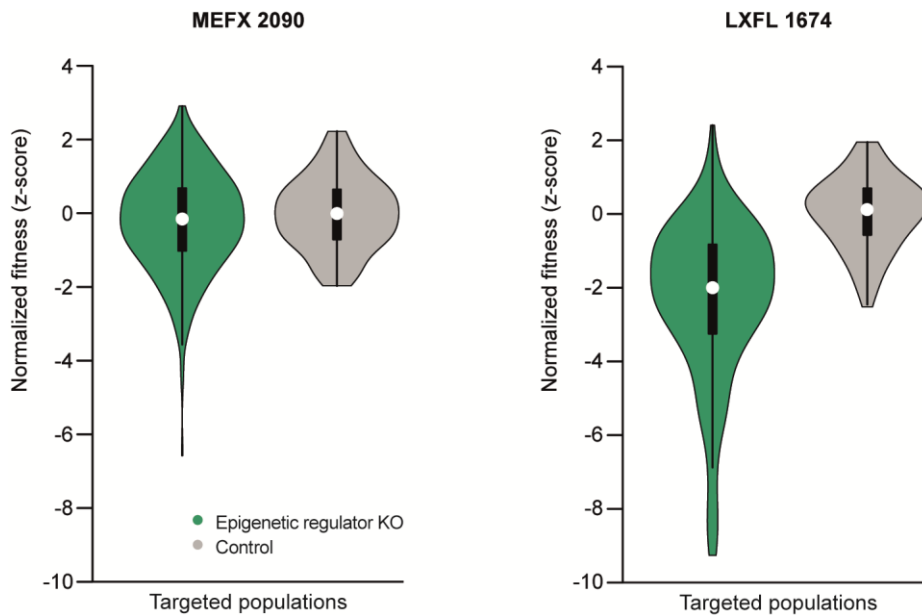 MEFX 2090
Normalized fitness (z-score)
4
2
0
-2
-4
-6
-8
-10
Epigenetic regulator KO
Control
Targeted populations
LXFL 1674
Normalized fitness (z-score)
4
2
0
-2
-4
-6
-8
-10
Targeted populations